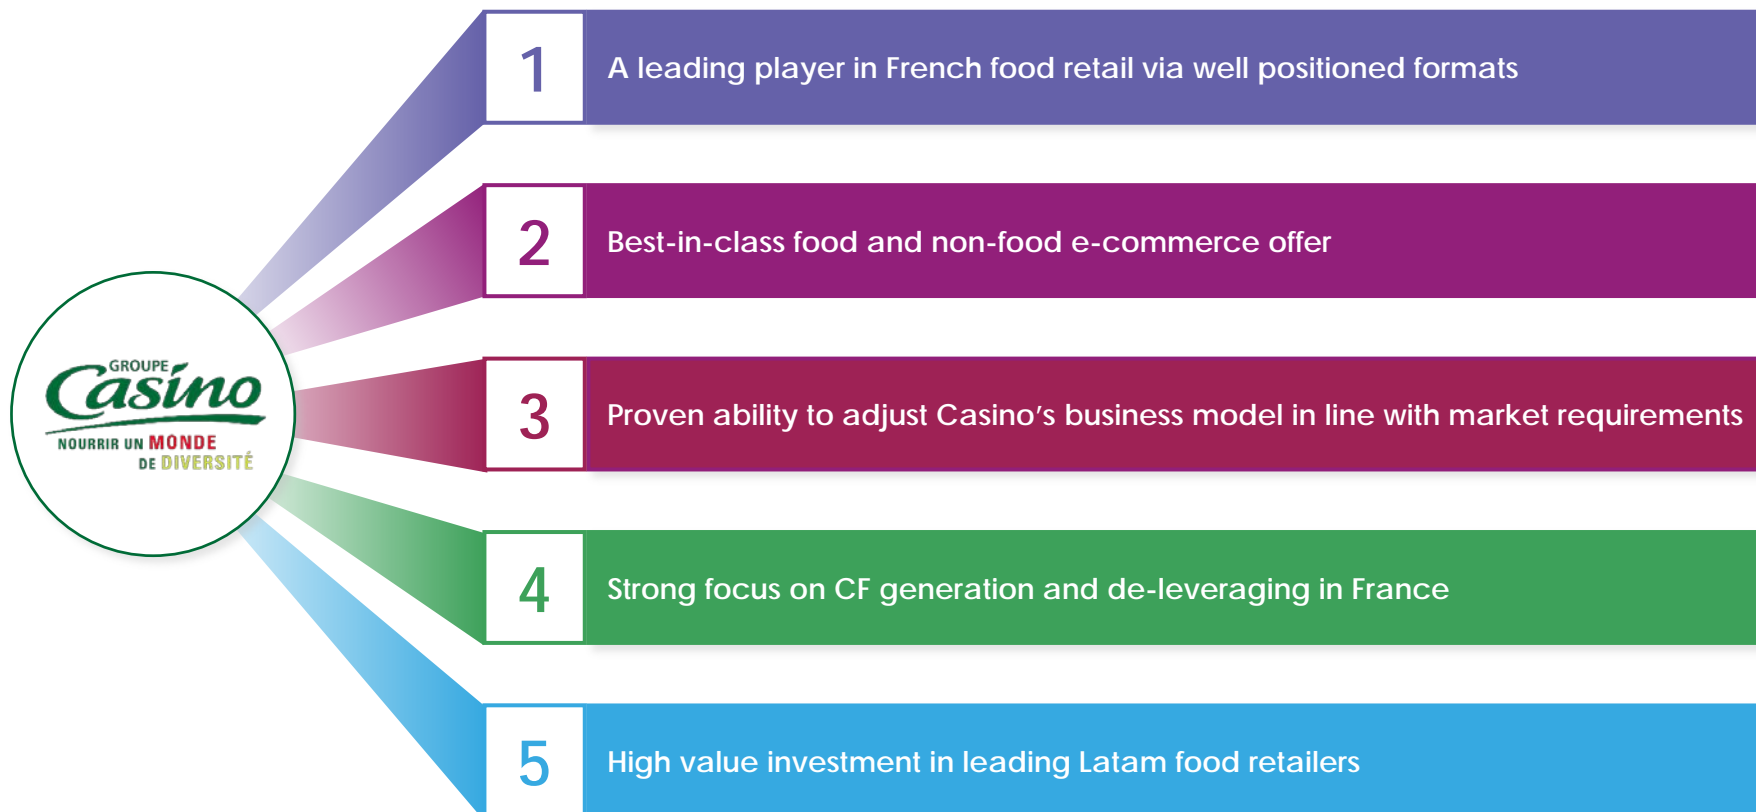 1
A leading player in French food retail via well positioned formats
2
Best-in-class food and non-food e-commerce offer
GROUPE
Casino
NOURRIR UN MONDE
DE DIVERSITÉ
3
Proven ability to adjust Casino’s business model in line with market requirements
4
Strong focus on CF generation and de-leveraging in France
5
High value investment in leading Latam food retailers